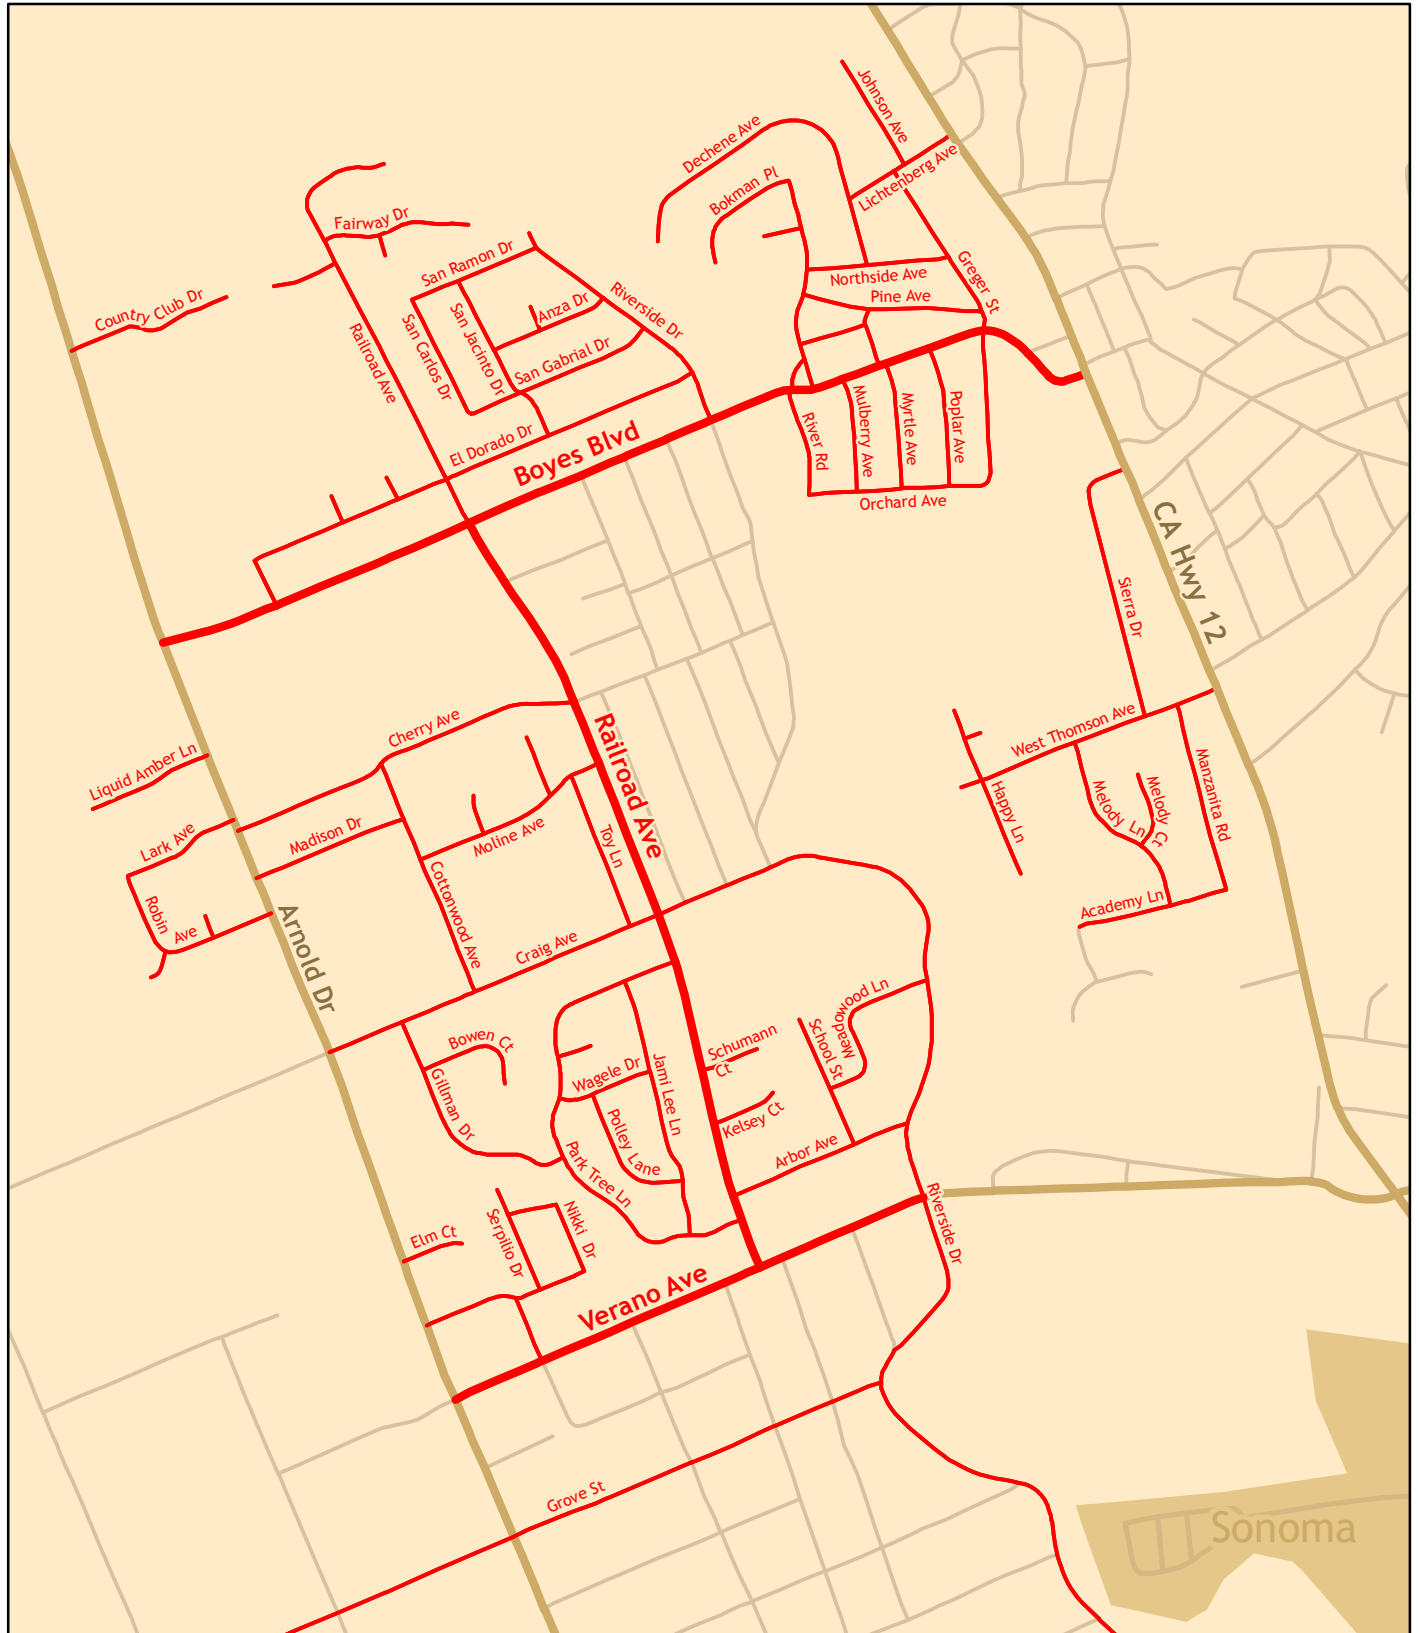 Johnson Ave
Dechene Ave
Lichtenberg Ave
Bokman Pl
Fairway Dr
San Ramon Dr
Greger St
Northside Ave
Pine Ave
Country Club Dr
Riverside Dr
Anza Dr
San Jacinto Dr
San Carlos Dr
Railroad Ave
San Gabrial Dr
El Dorado Dr
Boyes Blvd
River Rd
Mulberry Ave
Myrtle Ave
Poplar Ave
Orchard Ave
CA Hwy 12
Sierra Dr
Cherry Ave
Railroad Ave
West Thomson Ave
Liquid Amber Ln
Happy Ln
Melody Ln
Melody Ct
Manzanita Rd
Lark Ave
Madison Dr
Moline Ave
Toy Ln
Cottonwood Ave
Robin
Ave
Academy Ln
Arnold Dr
Craig Ave
Meadowood Ln
School St
Bowen Ct
Schumann
Ct
Gillman Dr
Wagele Dr
Jami Lee Ln
Polley Lane
Kelsey Ct
Arbor Ave
Park Tree Ln
Riverside Dr
Elm Ct
Serpilio Dr
Nikki Dr
Verano Ave
Grove St
Sonoma